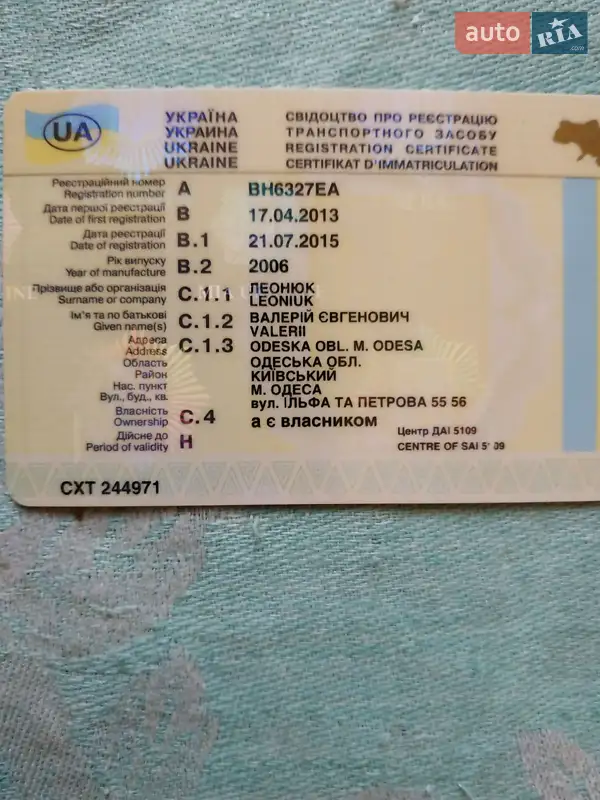 auto RIA .com
UA
УКРАЇНА
УКРАИНА
UKRAINE
UKRAINE
СВІДОЦТВО ПРО РЕЄСТРАЦІЮ
ТРАНСПОРТНОГО ЗАСОБУ
REGISTRATION CERTIFICATE
CERTIFIKAT D'IMMATRICULATION
Реєстраційний номер
Registration number A BH6327EA
Дата першої реєстрації
Date of first registration B 17.04.2013
Дата реєстрації
Date of registration B.1 21.07.2015
Рік випуску
Year of manufacture B.2 2006
Прізвище або організація C.1.1 ЛЕОНЮК
Surname or company LEONIUK
Ім'я та по батькові C.1.2 ВАЛЕРІЙ ЄВГЕНОВИЧ
Given name(s) VALERII
Адреса
Address C.1.3 ODESKA OBL. M. ODESA
Область ОДЕСЬКА ОБЛ.
Район КИЇВСЬКИЙ
Нас. пункт М. ОДЕСА
Вул., буд., кв. вул. ІЛЬФА ТА ПЕТРОВА 55 56
Власність
Ownership C.4 а є власником
Дійсне до
Period of validity H
Центр ДАІ 5109
CENTRE OF SAI
CXT 244971